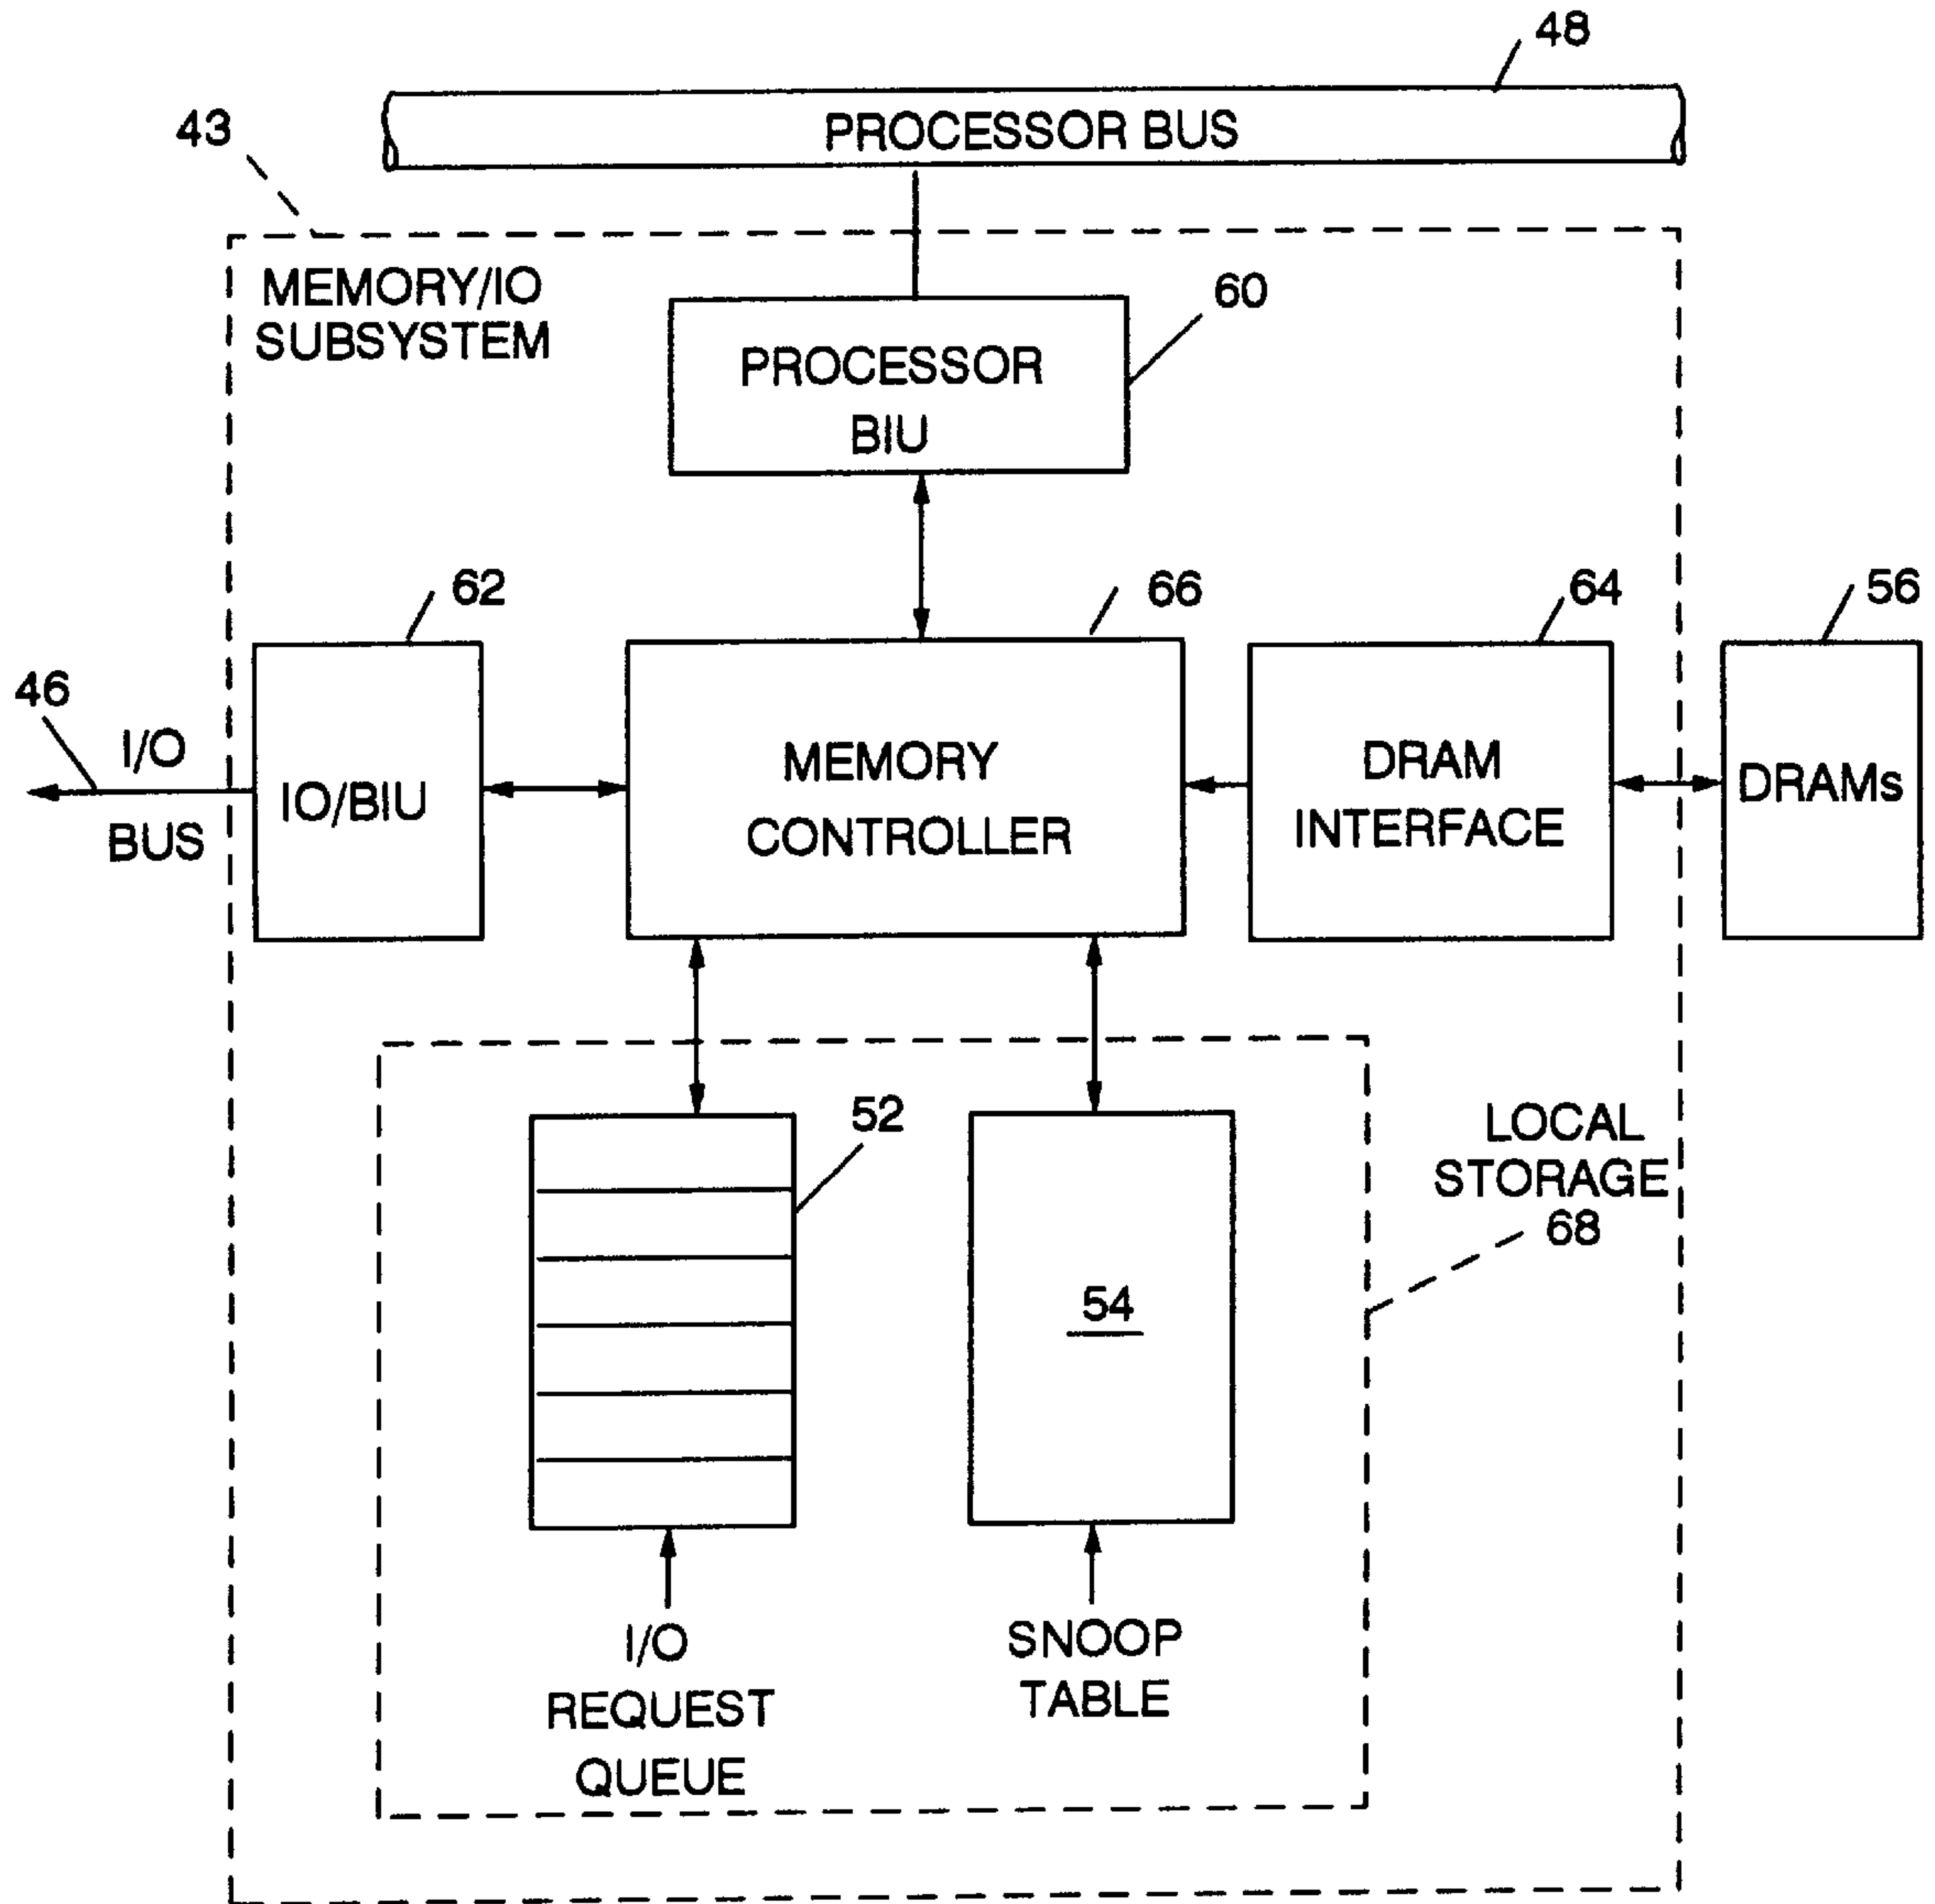 48
PROCESSOR BUS
43
MEMORY/IO
SUBSYSTEM
60
PROCESSOR
BIU
62
66
64
56
46
I/O
BUS
IO/BIU
MEMORY
CONTROLLER
DRAM
INTERFACE
DRAMs
52
LOCAL
STORAGE
68
54
I/O
REQUEST
QUEUE
SNOOP
TABLE